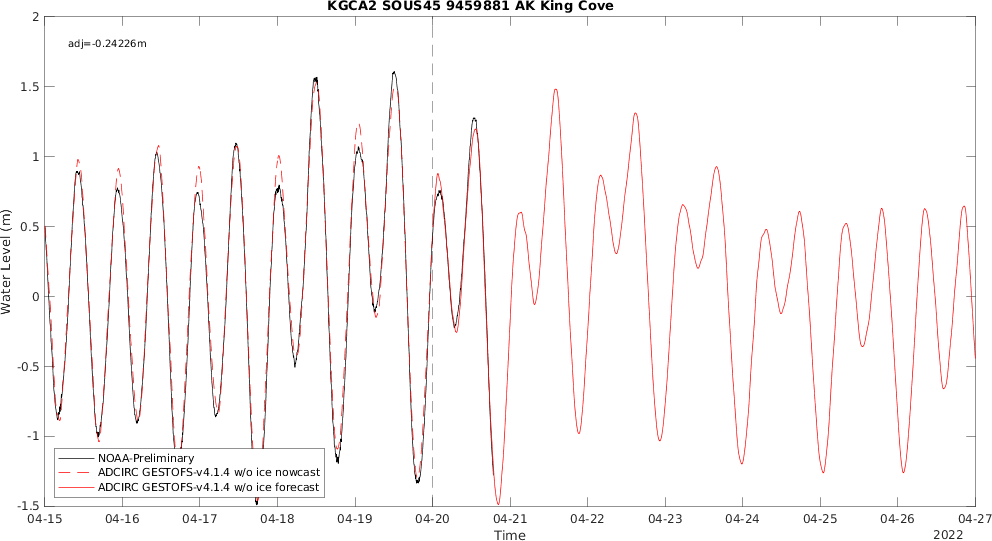 KGCA2 SOUS45 9459881 AK King Cove
adj=-0.24226m
Water Level (m)
2
1.5
1
0.5
0
-0.5
-1
-1.5
NOAA-Preliminary
ADCIRC GESTOFS-v4.1.4 w/o ice nowcast
ADCIRC GESTOFS-v4.1.4 w/o ice forecast
04-15 04-16 04-17 04-18 04-19 04-20 04-21 04-22 04-23 04-24 04-25 04-26 04-27
Time
2022